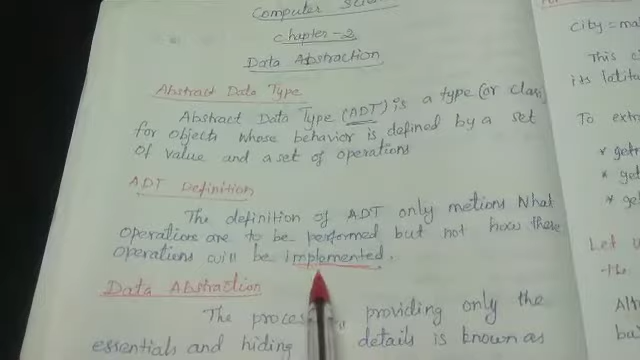 Computer
Chapter-2
Data Abstraction
Abstract Data Type
Abstract Data Type (ADT) is a type (or class)
for objects whose behavior is defined by a set
of value and a set of operations
ADT Definition
The definition of ADT only metions what
operations are to be performed but not how these
operations will be implemented.
Data Abstraction
The providing only the
essentials and hiding details is known as
city=
This
its
To
Let
the